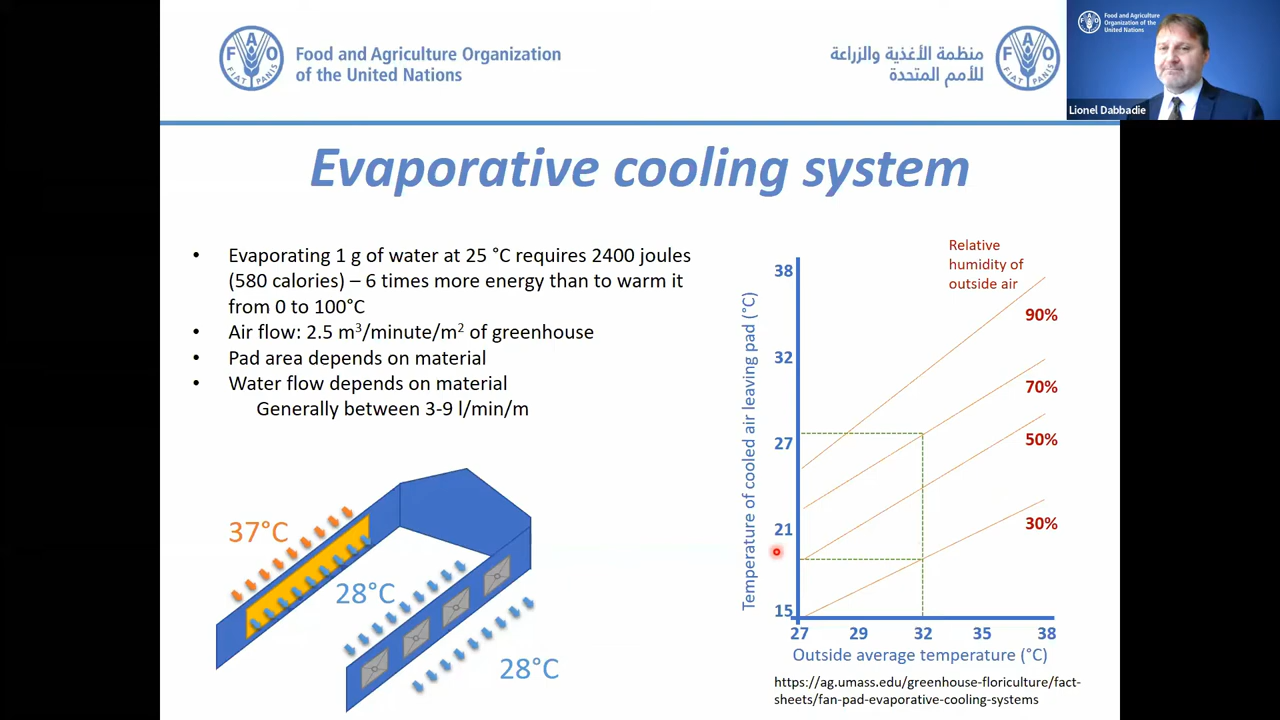 Food and Agriculture Organization
of the United Nations
منظمة الأغذية والزراعة
للأمم المتحدة
FAO
FIAT PANIS
FAO
FIAT PANIS
Food and Agriculture
Organization of the
United Nations
Lionel Dabbadie
Evaporative cooling system
• Evaporating 1 g of water at 25 °C requires 2400 joules
(580 calories) – 6 times more energy than to warm it
from 0 to 100°C
• Air flow: 2.5 m³/minute/m² of greenhouse
• Pad area depends on material
• Water flow depends on material
Generally between 3-9 l/min/m
37°C
28°C
28°C
Relative
humidity of
outside air
90%
70%
50%
30%
Temperature of cooled air leaving pad (°C)
38
32
27
21
15
27 29 32 35 38
Outside average temperature (°C)
https://ag.umass.edu/greenhouse-floriculture/fact-
sheets/fan-pad-evaporative-cooling-systems